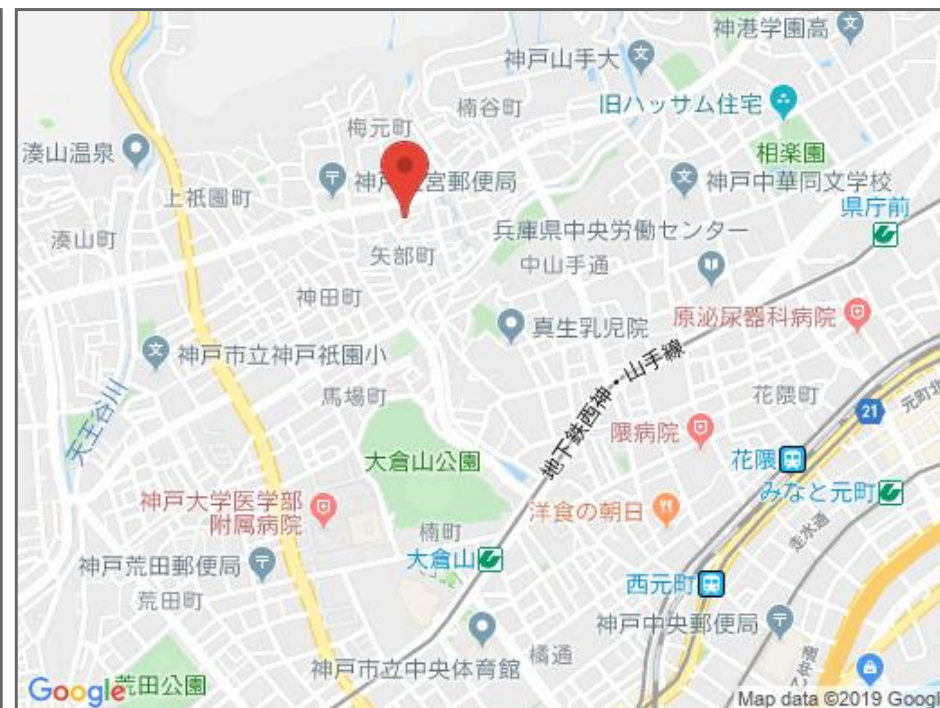 神港学園高
神戸山手大
楠谷町
旧ハッサム住宅
梅元町
湊山温泉
相楽園
宮郵便局
神戸中華同文学校
上祇園町
県庁前
湊山町
兵庫県中央労働センター
矢部町
中山手通
神田町
真生乳児院
原泌尿器科病院
神戸市立神戸祇園小
地下鉄西神・山手線
馬場町
花隈町
天王谷川
21
元町北
隈病院
大倉山公園
花隈
みなと元町
神戸大学医学部
附属病院
洋食の朝日
走水通
楠町
大倉山
神戸荒田郵便局
西元町
荒田町
神戸中央郵便局
橘通
神戸市立中央体育館
Google
荒田公園
Map data ©2019 Googl